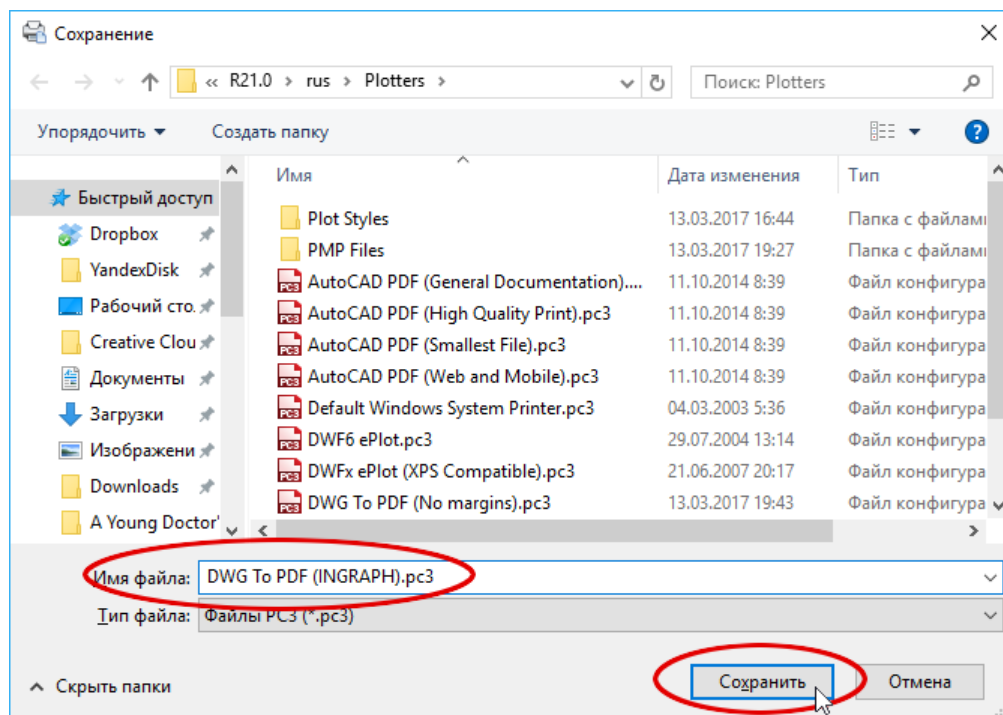 Сохранение
« R21.0 > rus > Plotters >
Поиск: Plotters
Упорядочить
Создать папку
Имя Дата изменения Тип
Быстрый доступ
Dropbox
YandexDisk
Рабочий сто.
Creative Clou
Документы
Загрузки
Изображени
Downloads
A Young Doctor'
Plot Styles 13.03.2017 16:44 Папка с файлами
PMP Files 13.03.2017 19:27 Папка с файлами
AutoCAD PDF (General Documentation).... 11.10.2014 8:39 Файл конфигура
AutoCAD PDF (High Quality Print).pc3 11.10.2014 8:39 Файл конфигура
AutoCAD PDF (Smallest File).pc3 11.10.2014 8:39 Файл конфигура
AutoCAD PDF (Web and Mobile).pc3 11.10.2014 8:39 Файл конфигура
Default Windows System Printer.pc3 04.03.2003 5:36 Файл конфигура
DWF6 ePlot.pc3 29.07.2004 13:14 Файл конфигура
DWFx ePlot (XPS Compatible).pc3 21.06.2007 20:17 Файл конфигура
DWG To PDF (No margins).pc3 13.03.2017 19:43 Файл конфигура
Имя файла: DWG To PDF (INGRAPH).pc3
Тип файла: Файлы PC3 (*.pc3)
Скрыть папки
Сохранить
Отмена